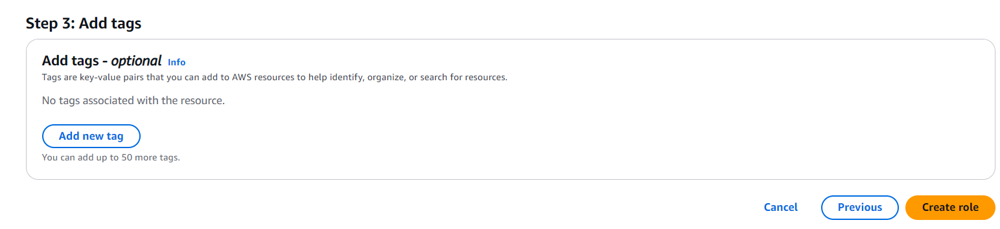 Step 3: Add tags
Add tags - optional Info
Tags are key-value pairs that you can add to AWS resources to help identify, organize, or search for resources.
No tags associated with the resource.
Add new tag
You can add up to 50 more tags.
Cancel Previous Create role